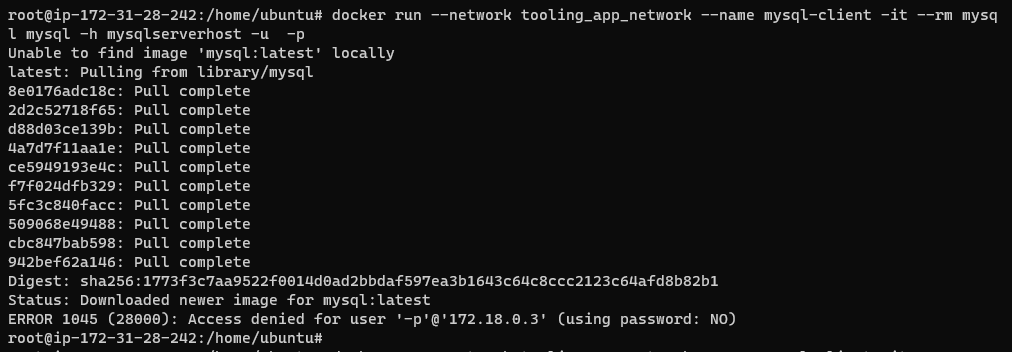 root@ip-172-31-28-242:/home/ubuntu# docker run --network tooling_app_network --name mysql-client -it --rm mysq
l mysql -h mysqlserverhost -u  -p
Unable to find image 'mysql:latest' locally
latest: Pulling from library/mysql
8e0176adc18c: Pull complete
2d2c52718f65: Pull complete
d88d03ce139b: Pull complete
4a7d7f11aa1e: Pull complete
ce5949193e4c: Pull complete
f7f024dfb329: Pull complete
5fc3c840facc: Pull complete
509068e49488: Pull complete
cbc847bab598: Pull complete
942bef62a146: Pull complete
Digest: sha256:1773f3c7aa9522f0014d0ad2bbdaf597ea3b1643c64c8ccc2123c64afd8b82b1
Status: Downloaded newer image for mysql:latest
ERROR 1045 (28000): Access denied for user '-p'@'172.18.0.3' (using password: NO)
root@ip-172-31-28-242:/home/ubuntu#